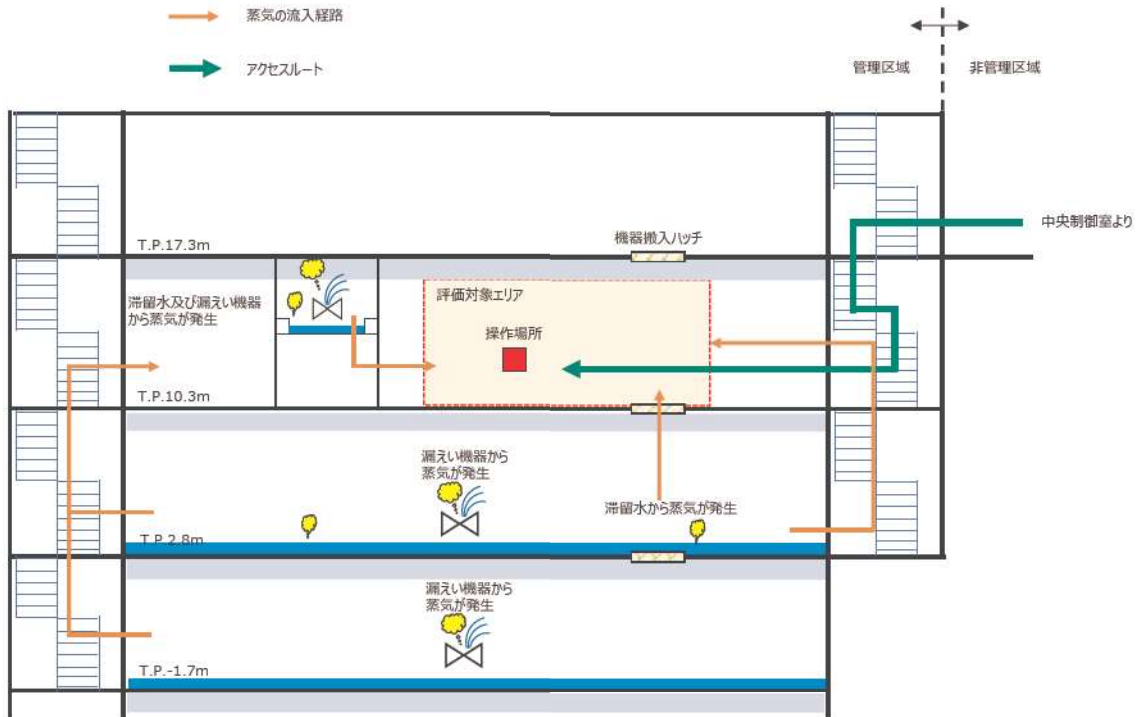 蒸気の流入経路
アクセスルート
管理区域
非管理区域
中央制御室より
T.P.17.3m
機器搬入ハッチ
滞留水及び漏えい機器
から蒸気が発生
評価対象エリア
操作場所
T.P.10.3m
漏えい機器から
蒸気が発生
滞留水から蒸気が発生
T.P.2.8m
漏えい機器から
蒸気が発生
T.P.-1.7m